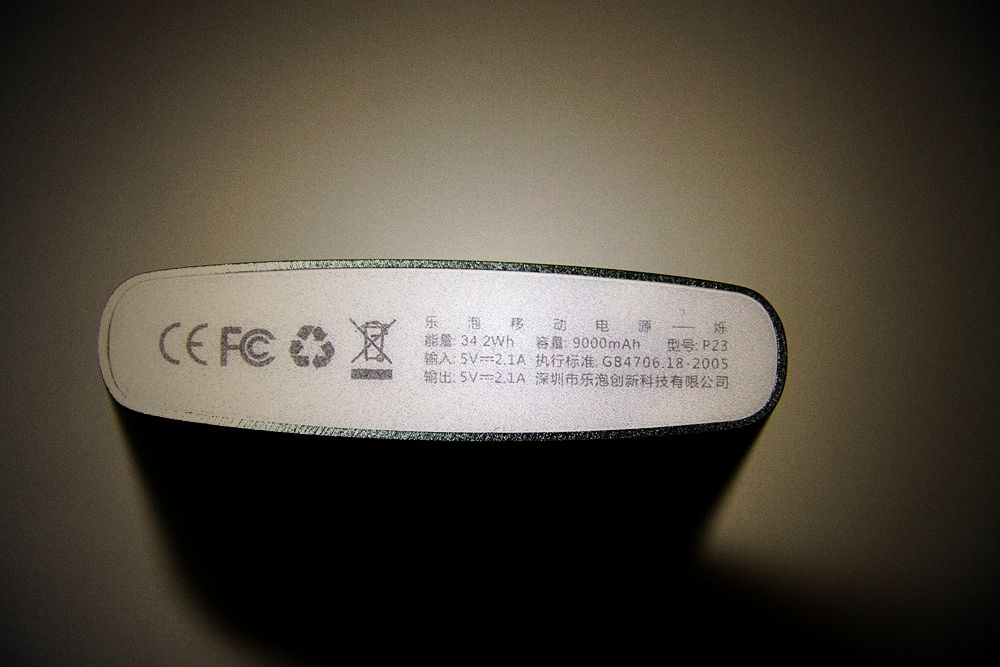 CE FC
乐泡移动电源——烁
能量: 34.2Wh 容量: 9000mAh 型号: P23
输入: 5V⎓2.1A 执行标准: GB4706.18-2005
输出: 5V⎓2.1A 深圳市乐泡创新科技有限公司